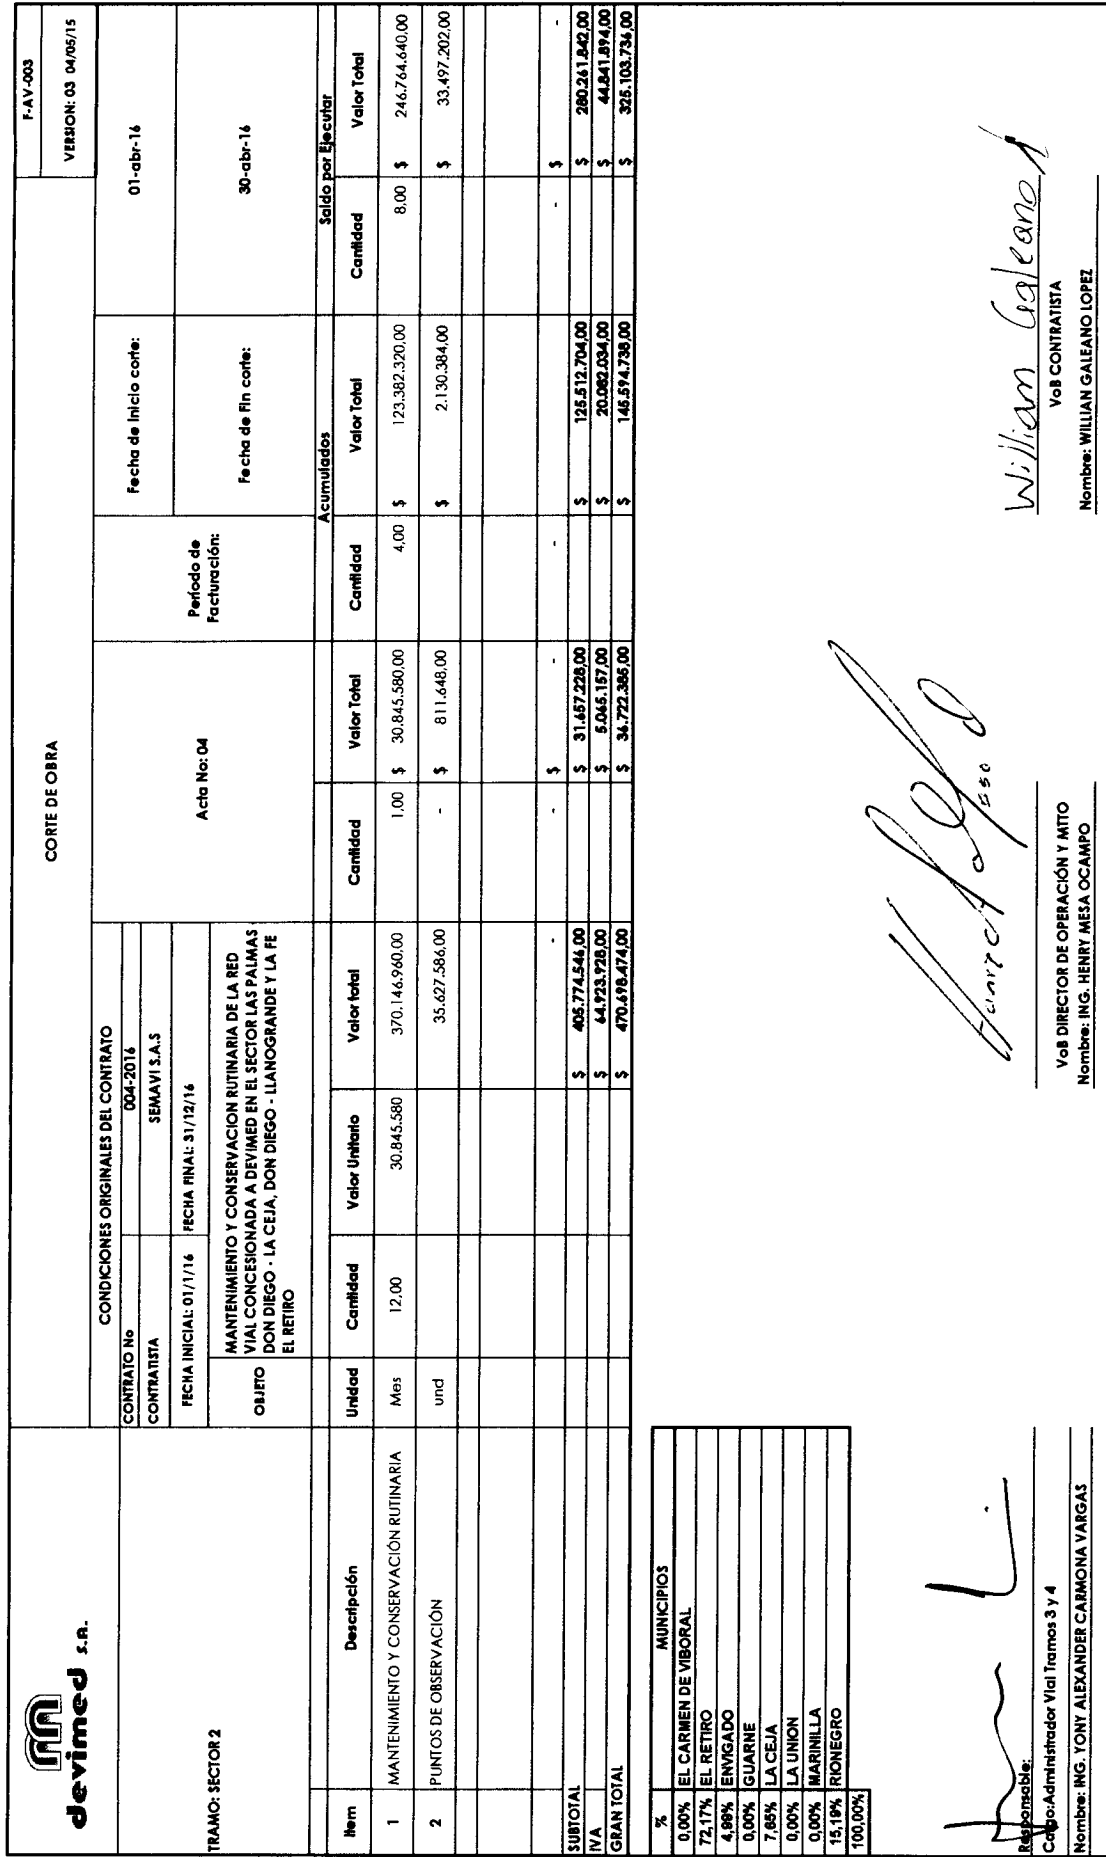 devimed S.A.
CORTE DE OBRA
F-AV-003
VERSION: 03 04/05/15
TRAMO: SECTOR 2
CONDICIONES ORIGINALES DEL CONTRATO
CONTRATO No 004-2016
CONTRATISTA SEMAVI S.A.S
FECHA INICIAL: 01/1/16 FECHA FINAL: 31/12/16
OBJETO
MANTENIMIENTO Y CONSERVACION RUTINARIA DE LA RED
VIAL CONCESIONADA A DEVIMED EN EL SECTOR LAS PALMAS
DON DIEGO - LA CEJA, DON DIEGO - LLANOGRANDE Y LA FE
EL RETIRO
Acta No: 04
Período de
Facturación:
Fecha de Inicio corte: 01-abr-16
Fecha de Fin corte: 30-abr-16
Acumulados Saldo por Ejecutar
Item Descripción Unidad Cantidad Valor Unitario Valor total Cantidad Valor Total Cantidad Valor Total Cantidad Valor Total
1 MANTENIMIENTO Y CONSERVACIÓN RUTINARIA Mes 12,00 30.845.580 370.146.960,00 1,00 $ 30.845.580,00 4,00 $ 123.382.320,00 8,00 $ 246.764.640,00
2 PUNTOS DE OBSERVACIÓN und 35.627.586,00 - $ 811.648,00 $ 2.130.384,00 $ 33.497.202,00
- - $ - - - $ -
SUBTOTAL $ 405.774.546,00 $ 31.657.228,00 $ 125.512.704,00 $ 280.261.842,00
IVA $ 64.923.928,00 $ 5.065.157,00 $ 20.082.034,00 $ 44.841.894,00
GRAN TOTAL $ 470.698.474,00 $ 36.722.385,00 $ 145.594.738,00 $ 325.103.736,00
% MUNICIPIOS
0,00% EL CARMEN DE VIBORAL
72,17% EL RETIRO
4,99% ENVIGADO
0,00% GUARNE
7,65% LA CEJA
0,00% LA UNION
0,00% MARINILLA
15,19% RIONEGRO
100,00%
Responsable:
Cargo: Administrador Vial Tramos 3 y 4
Nombre: ING. YONY ALEXANDER CARMONA VARGAS
VoB DIRECTOR DE OPERACIÓN Y MTTO
Nombre: ING. HENRY MESA OCAMPO
William Galeano
VoB CONTRATISTA
Nombre: WILLIAN GALEANO LOPEZ